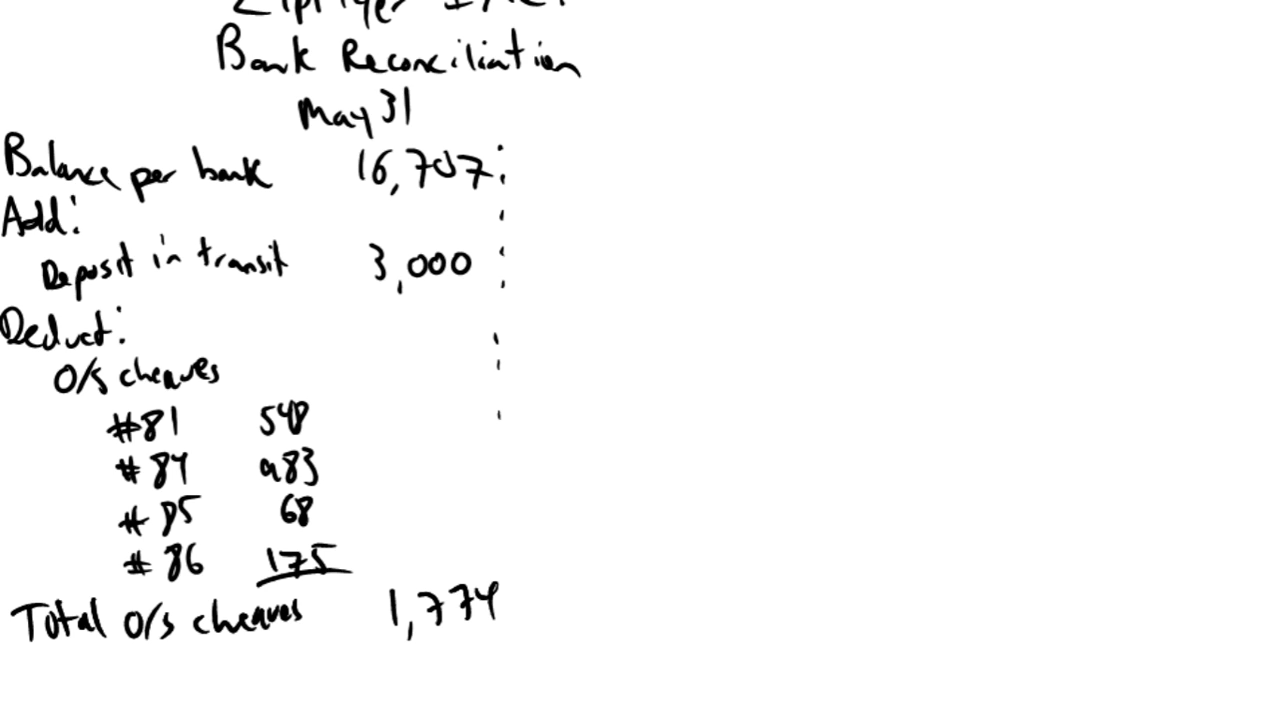 Bank Reconciliation
May 31
Balance per bank 16,707
Add:
Deposit in transit 3,000
Deduct:
O/s cheques
#81 548
#84 983
#85 68
#86 175
Total O/s cheques 1,774